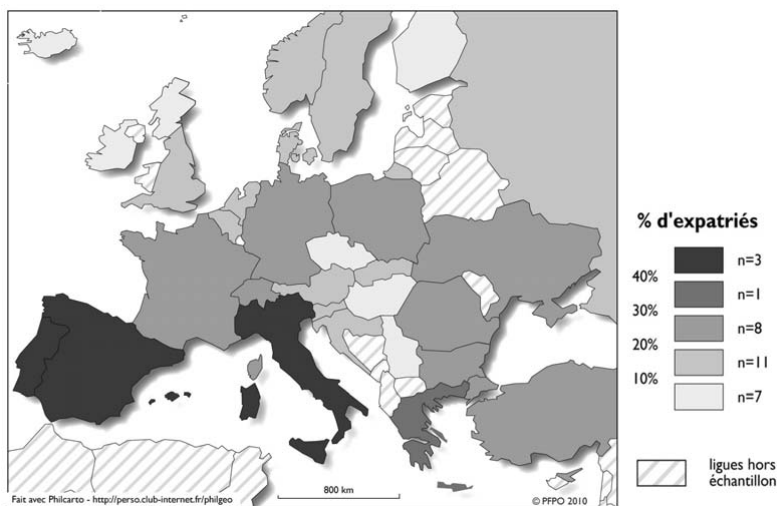 % d'expatriés
n=3
40%
n=1
30%
n=8
20%
n=11
10%
n=7
ligues hors
échantillon
Fait avec Philcarto - http://perso.club-internet.fr/philgeo
800 km
© PFPO 2010